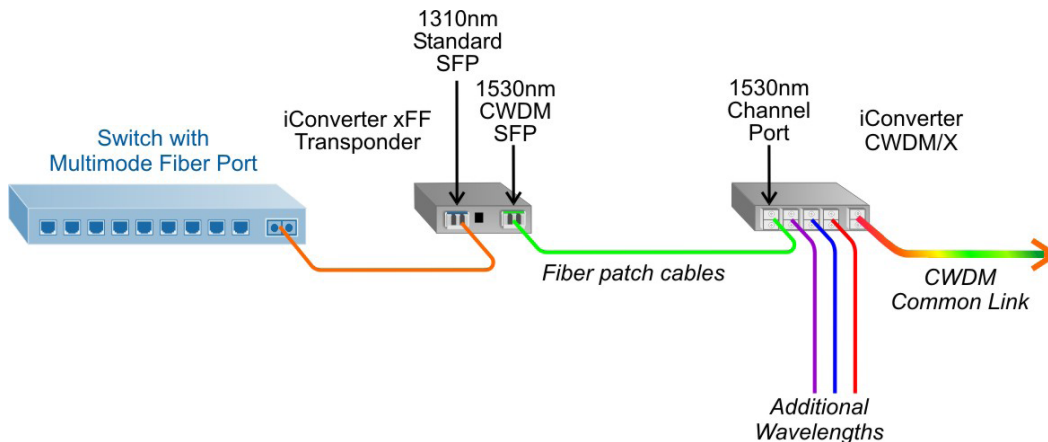 1310nm
Standard
SFP
1530nm
CWDM
SFP
1530nm
Channel
Port
iConverter
CWDM/X
iConverter xFF
Transponder
Switch with
Multimode Fiber Port
Fiber patch cables
CWDM
Common Link
Additional
Wavelengths